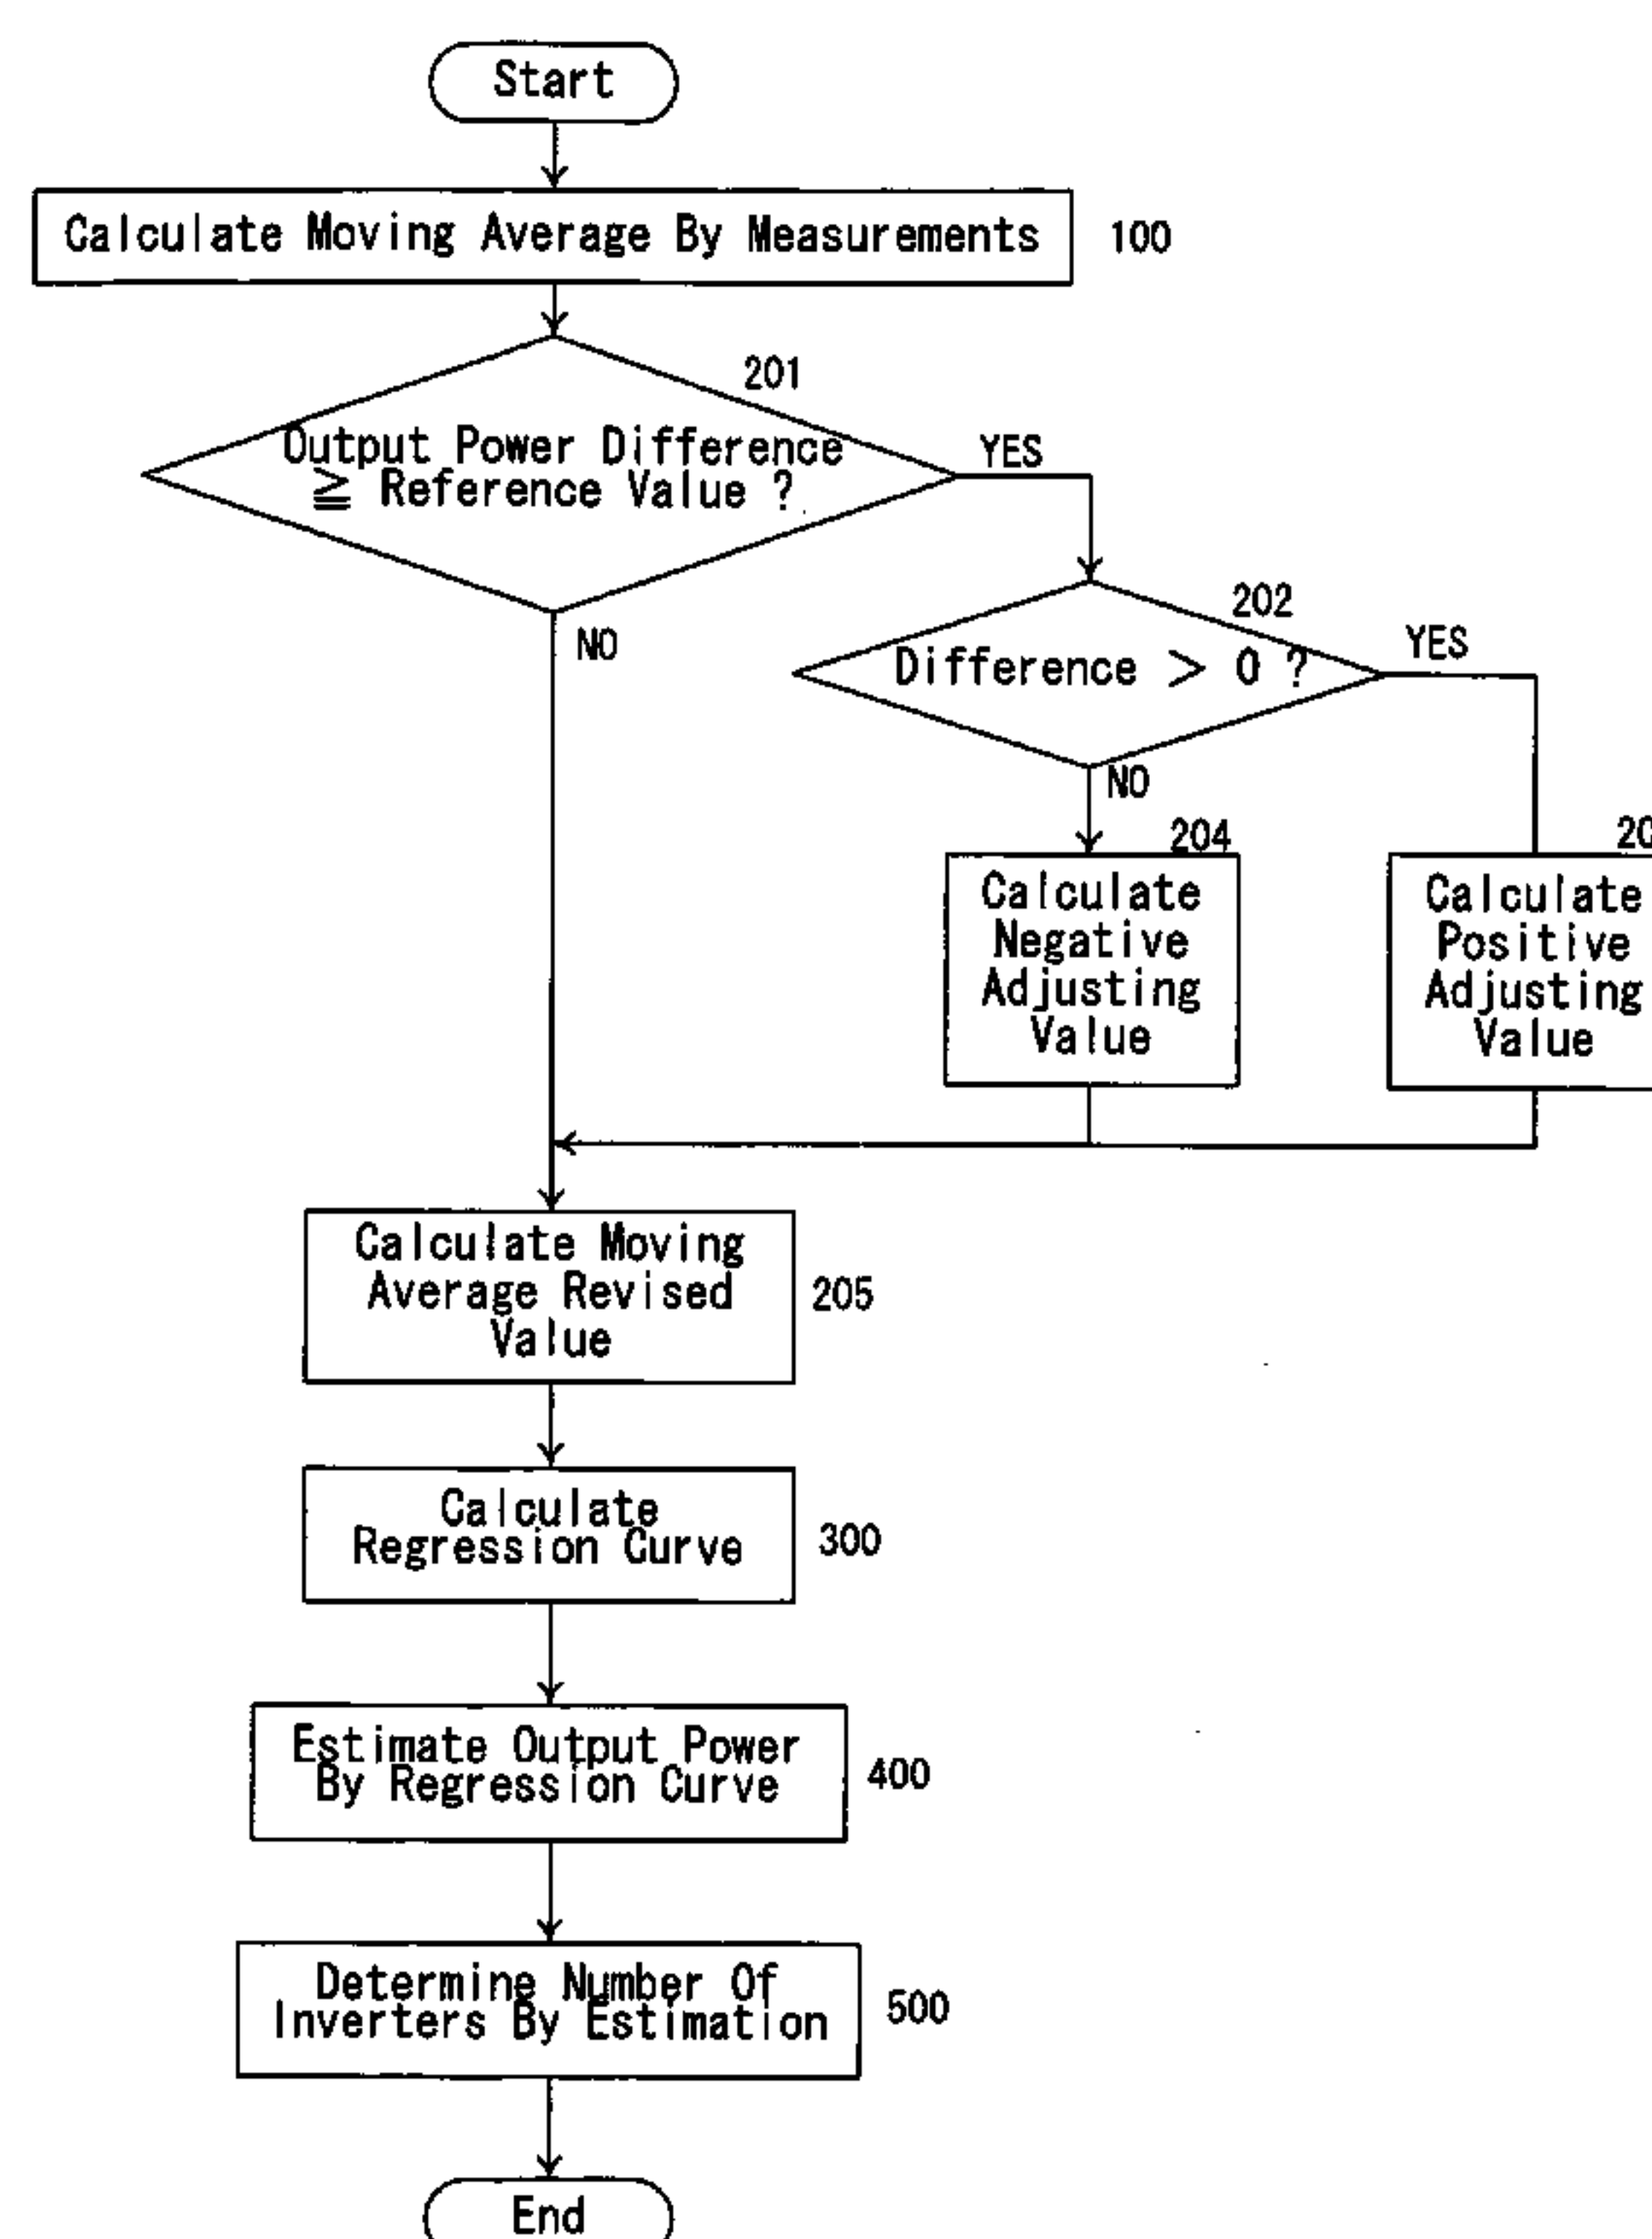 Start
Calculate Moving Average By Measurements
100
201
Output Power Difference
≧ Reference Value ?
YES
NO
202
Difference > 0 ?
YES
NO
204
Calculate
Negative
Adjusting
Value
Calculate
Positive
Adjusting
Value
Calculate Moving
Average Revised
Value
205
Calculate
Regression Curve
300
Estimate Output Power
By Regression Curve
400
Determine Number Of
Inverters By Estimation
500
End